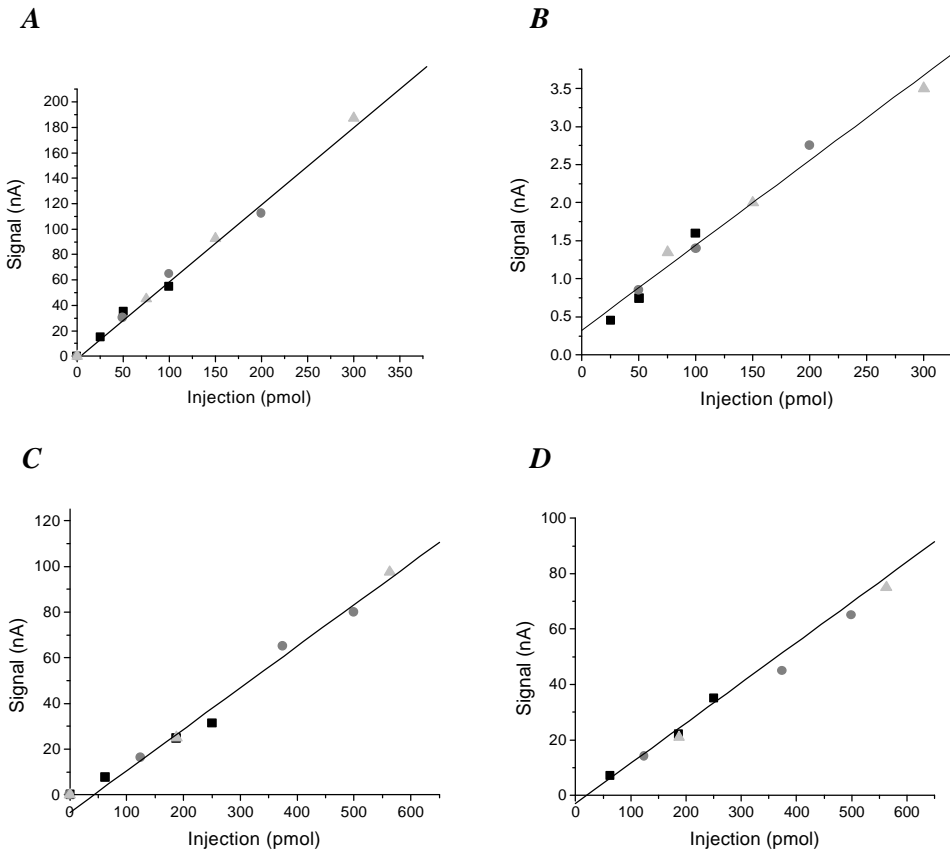 A
B
Signal (nA)
200
180
160
140
120
100
80
60
40
20
0
0 50 100 150 200 250 300 350
Injection (pmol)
Signal (nA)
3.5
3.0
2.5
2.0
1.5
1.0
0.5
0.0
0 50 100 150 200 250 300
Injection (pmol)
C
D
Signal (nA)
120
100
80
60
40
20
0
0 100 200 300 400 500 600
Injection (pmol)
Signal (nA)
100
80
60
40
20
0
0 100 200 300 400 500 600
Injection (pmol)